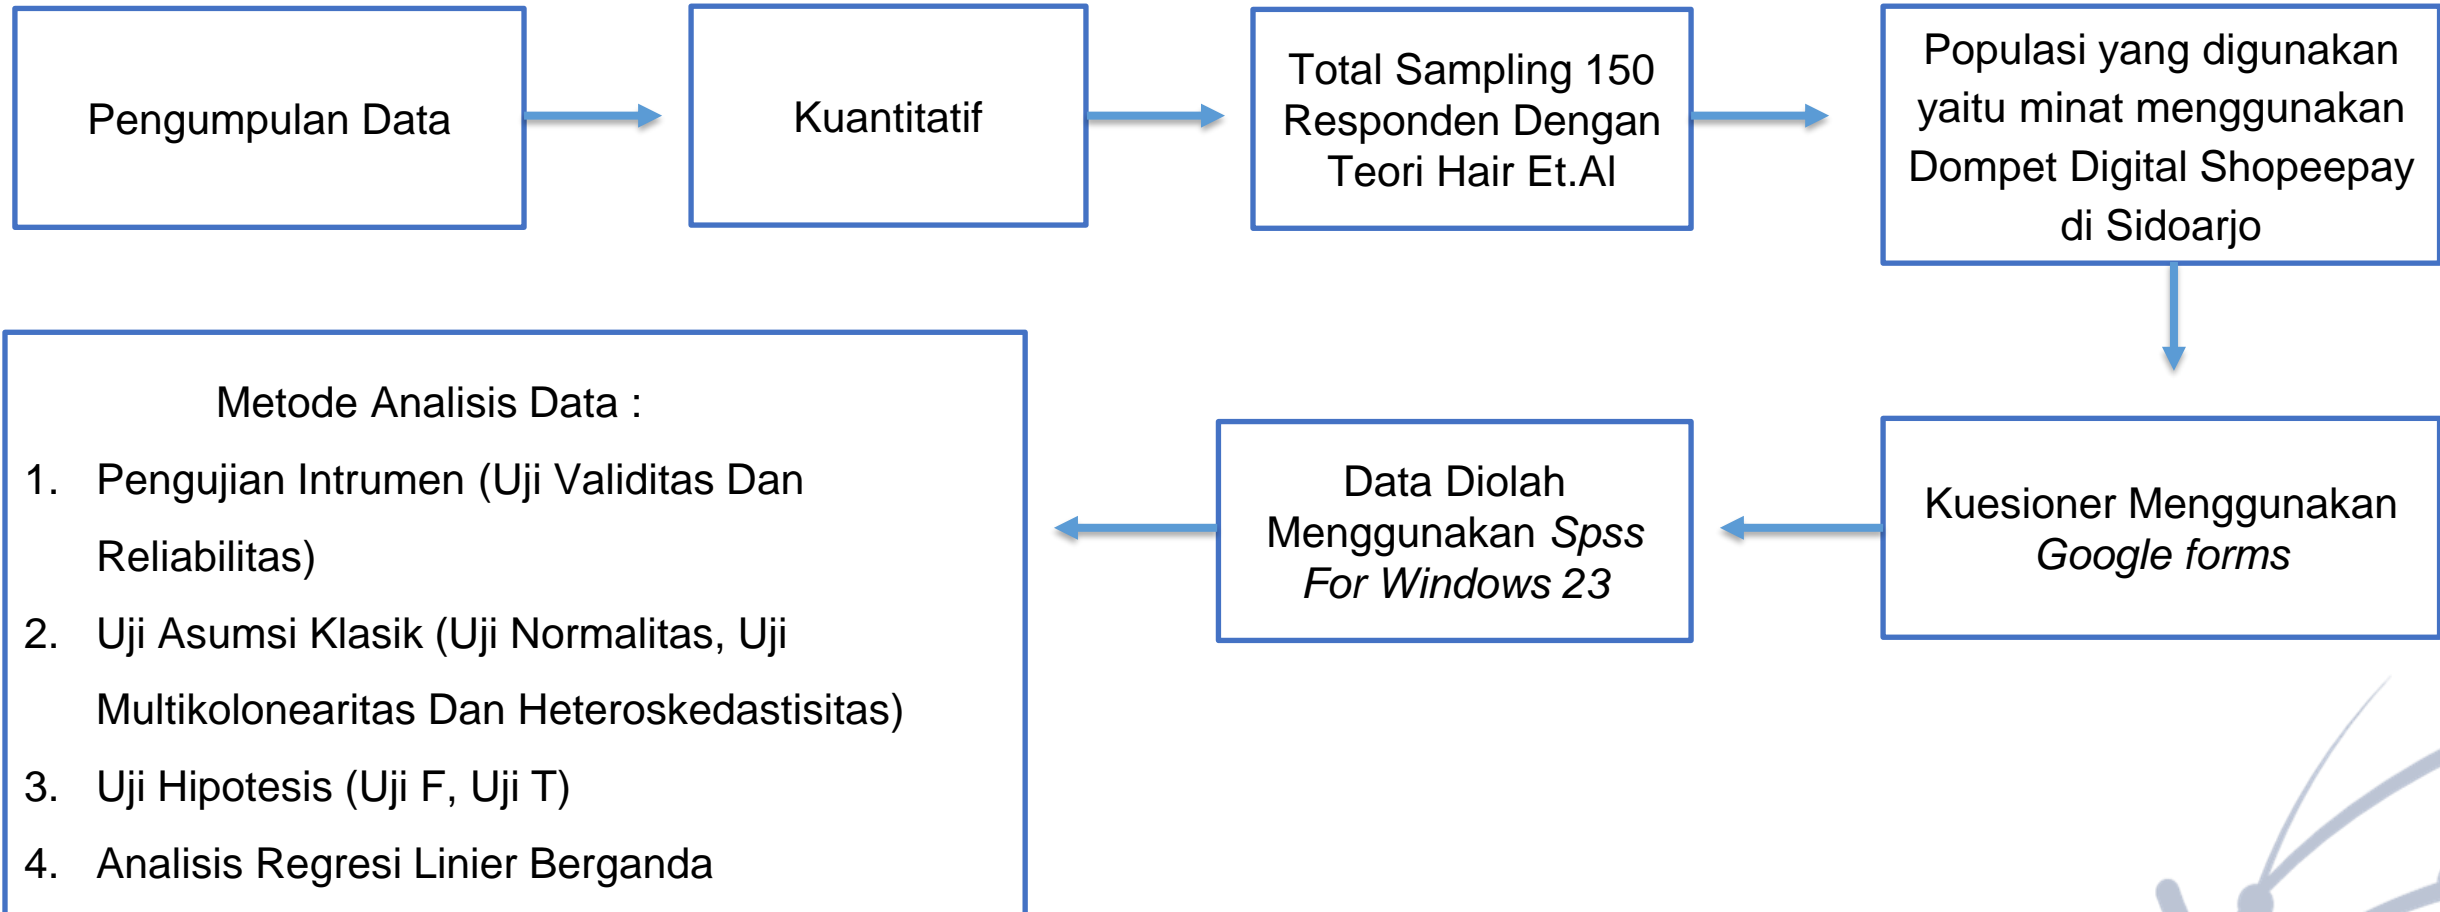 Pengumpulan Data
Kuantitatif
Total Sampling 150
Responden Dengan
Teori Hair Et.Al
Populasi yang digunakan
yaitu minat menggunakan
Dompet Digital Shopeepay
di Sidoarjo
Kuesioner Menggunakan
Google forms
Data Diolah
Menggunakan Spss
For Windows 23
Metode Analisis Data :
1. Pengujian Intrumen (Uji Validitas Dan
Reliabilitas)
2. Uji Asumsi Klasik (Uji Normalitas, Uji
Multikolonearitas Dan Heteroskedastisitas)
3. Uji Hipotesis (Uji F, Uji T)
4. Analisis Regresi Linier Berganda